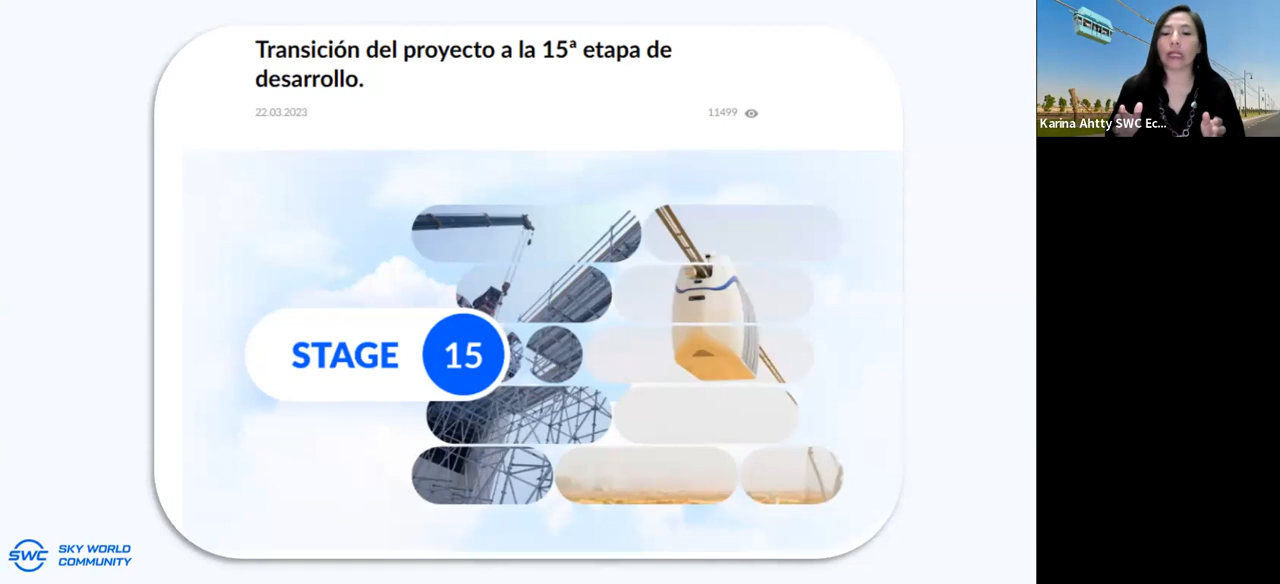 Transición del proyecto a la 15ª etapa de
desarrollo.
22.03.2023
11499
STAGE 15
SWC SKY WORLD
COMMUNITY
Karina Ahtty SWC Ec...